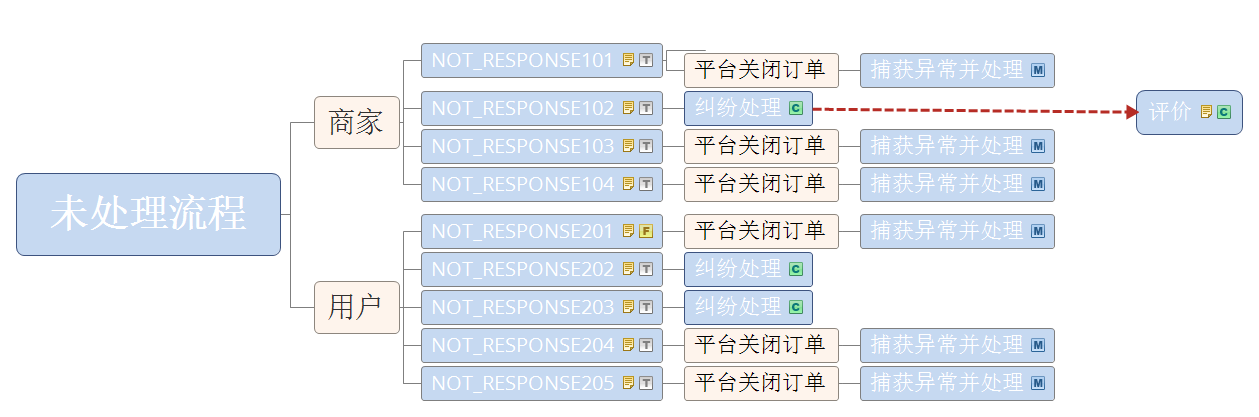 未处理流程
商家
NOT_RESPONSE101 T
平台关闭订单
捕获异常并处理 M
NOT_RESPONSE102 T
纠纷处理 C
评价 C
NOT_RESPONSE103 T
平台关闭订单
捕获异常并处理 M
NOT_RESPONSE104 T
平台关闭订单
捕获异常并处理 M
用户
NOT_RESPONSE201 F
平台关闭订单
捕获异常并处理 M
NOT_RESPONSE202 T
纠纷处理 C
NOT_RESPONSE203 T
纠纷处理 C
NOT_RESPONSE204 T
平台关闭订单
捕获异常并处理 M
NOT_RESPONSE205 T
平台关闭订单
捕获异常并处理 M